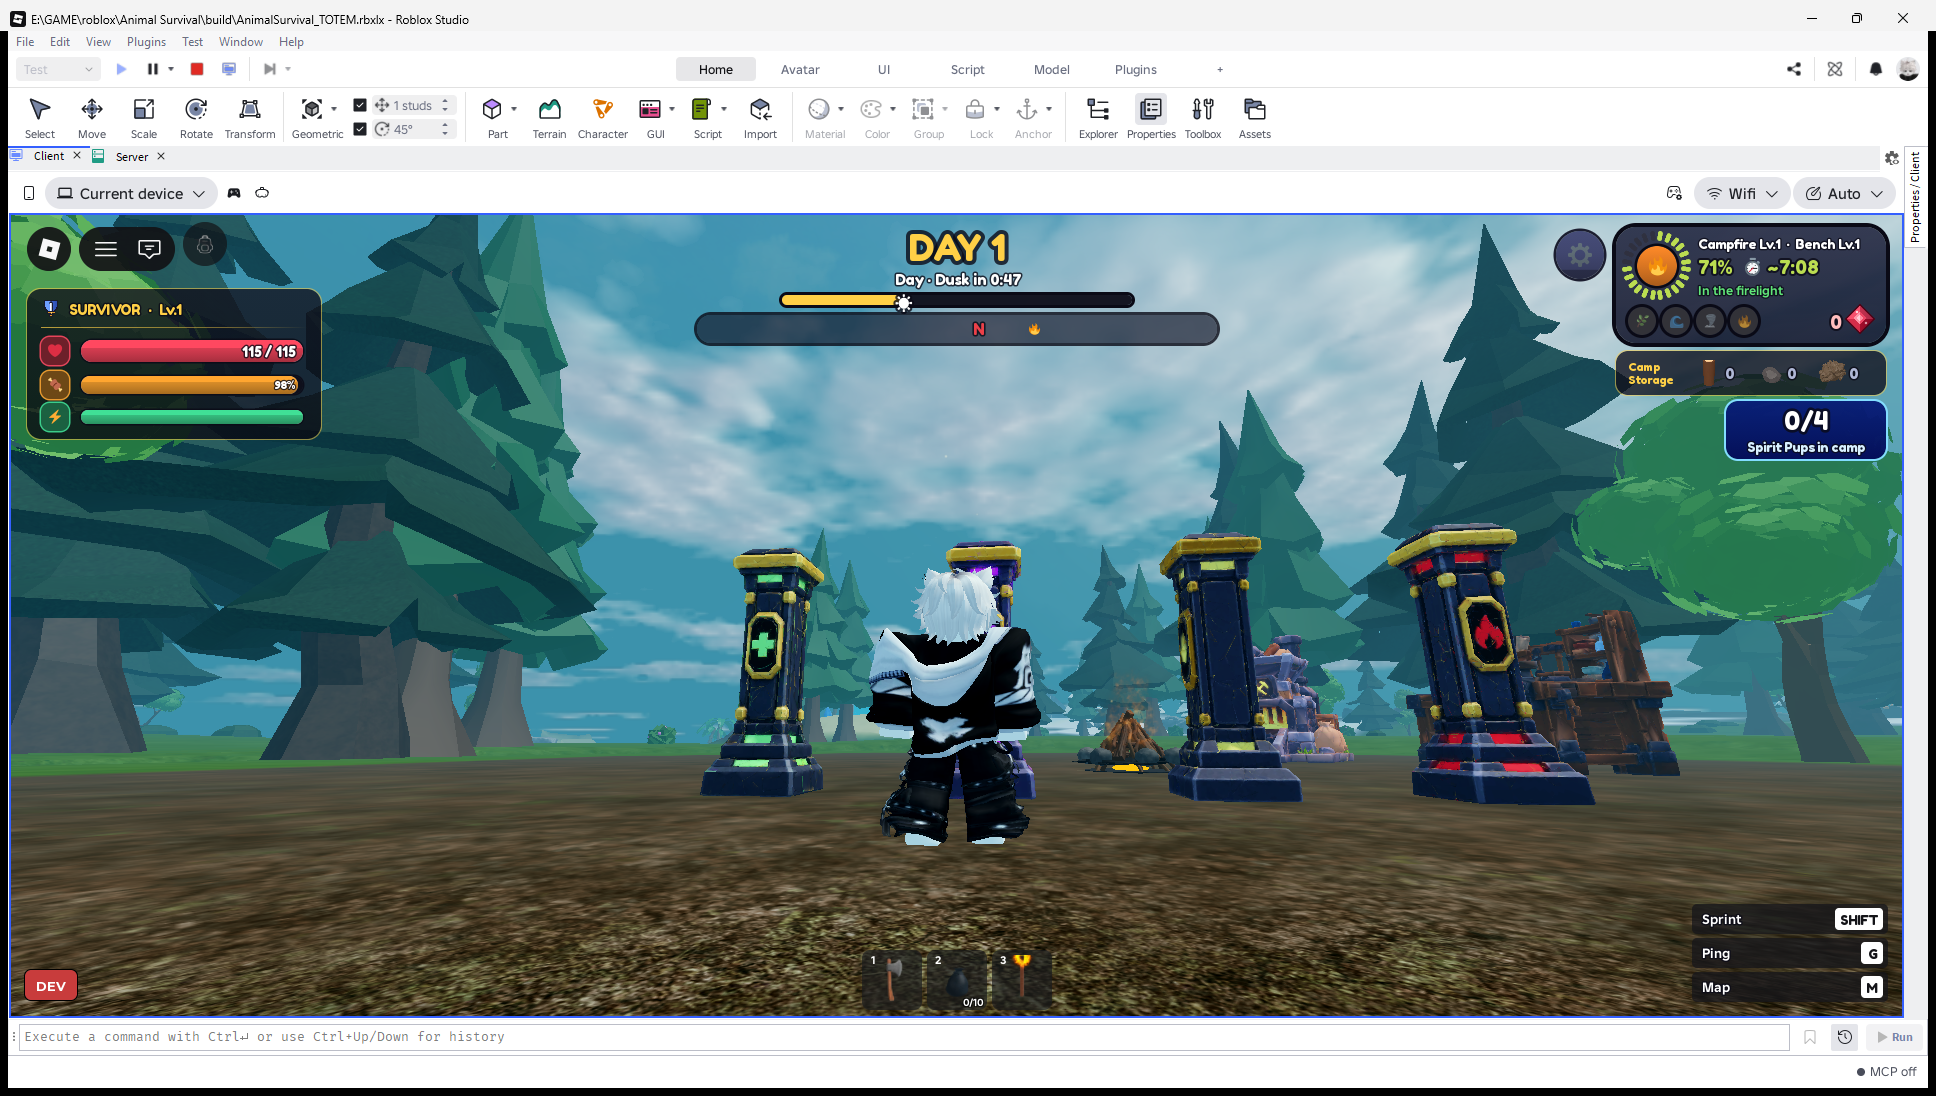 E:\GAME\roblox\Animal Survival\build\AnimalSurvival_TOTEM.rbxlx - Roblox Studio
File Edit View Plugins Test Window Help
Test
Home Avatar UI Script Model Plugins +
Select Move Scale Rotate Transform Geometric
1 studs
45°
Part Terrain Character GUI Script Import Material Color Group Lock Anchor Explorer Properties Toolbox Assets
Client Server
Properties / Client
Current device
Wifi
Auto
SURVIVOR · Lv.1
115 / 115
98%
DAY 1
Day · Dusk in 0:47
N
Campfire Lv.1 · Bench Lv.1
71% ~7:08
In the firelight
0
Camp Storage
0 0 0
0/4
Spirit Pups in camp
Sprint SHIFT
Ping G
Map M
DEV
1 2 3
0/10
Execute a command with Ctrl↵ or use Ctrl+Up/Down for history
Run
MCP off